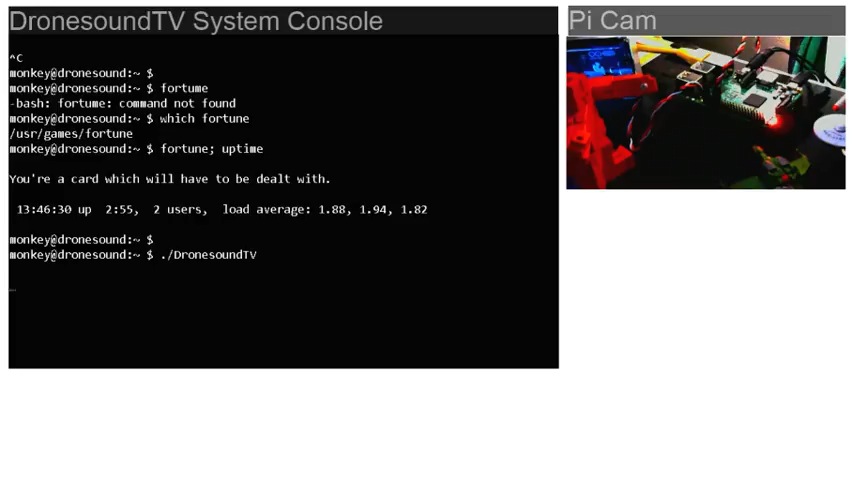 DronesoundTV System Console
Pi Cam
^C
monkey@dronesound:~ $
monkey@dronesound:~ $ fortume
-bash: fortume: command not found
monkey@dronesound:~ $ which fortune
/usr/games/fortune
monkey@dronesound:~ $ fortune; uptime
You're a card which will have to be dealt with.
13:46:30 up  2:55,  2 users,  load average: 1.88, 1.94, 1.82
monkey@dronesound:~ $
monkey@dronesound:~ $ ./DronesoundTV